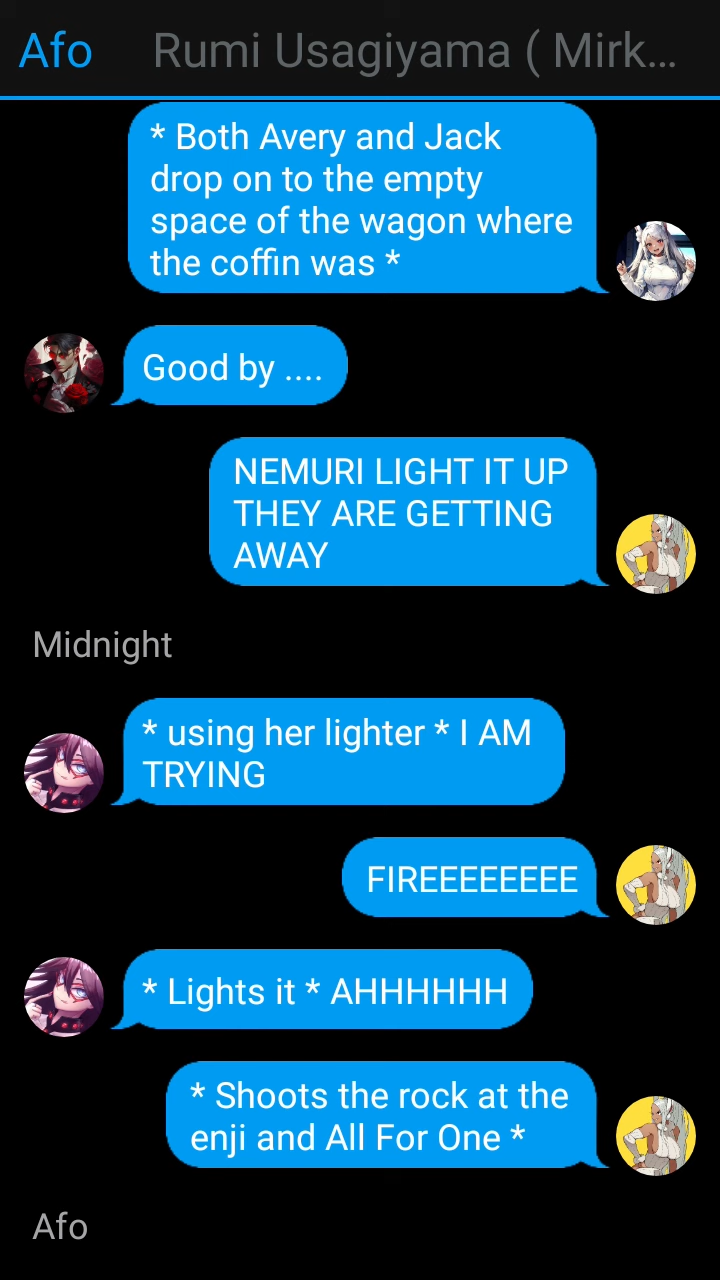 Afo Rumi Usagiyama ( Mirk…
* Both Avery and Jack
drop on to the empty
space of the wagon where
the coffin was *
Good by ....
NEMURI LIGHT IT UP
THEY ARE GETTING
AWAY
Midnight
* using her lighter * I AM
TRYING
FIREEEEEEEE
* Lights it * AHHHHHH
* Shoots the rock at the
enji and All For One *
Afo